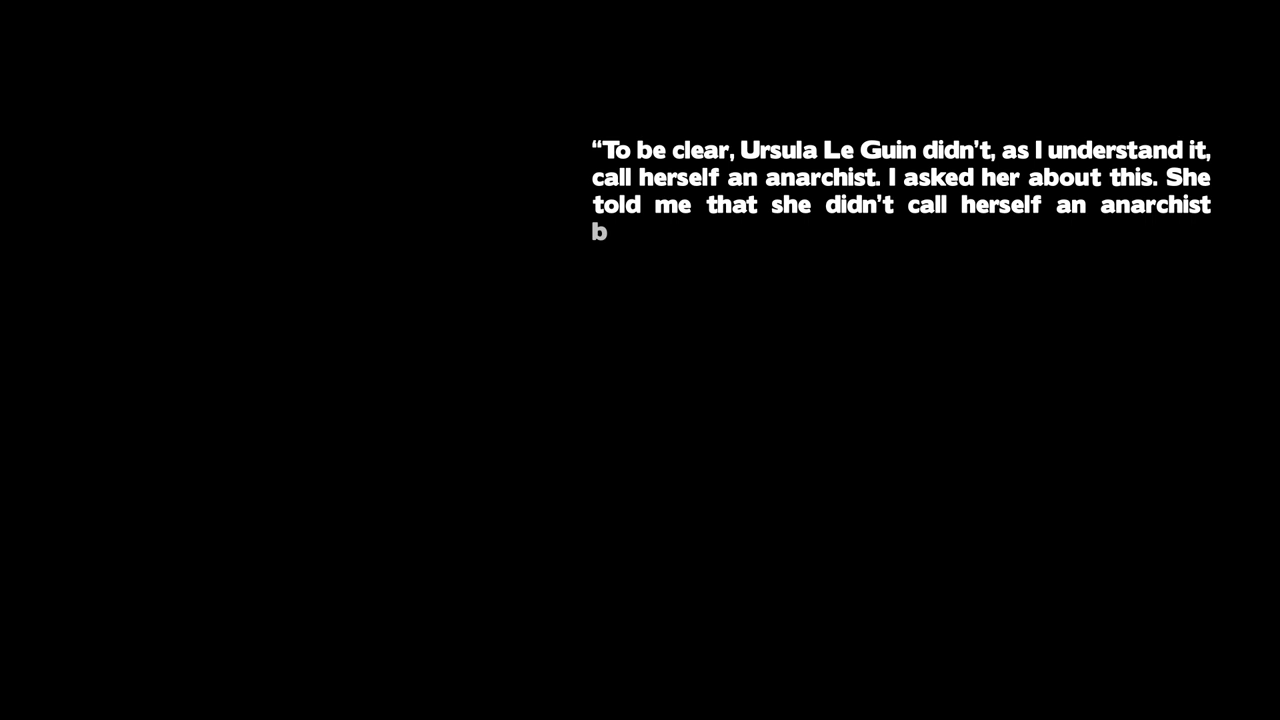 “To be clear, Ursula Le Guin didn’t, as I understand it,
call herself an anarchist. I asked her about this. She
told me that she didn’t call herself an anarchist
b